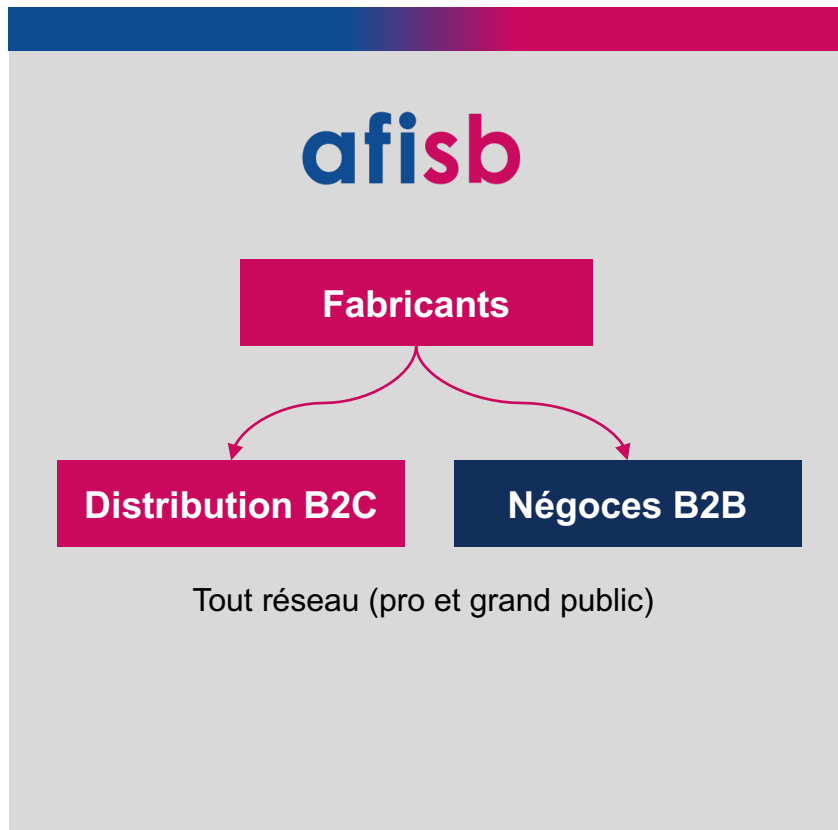 afisb
Fabricants
Distribution B2C
Négoces B2B
Tout réseau (pro et grand public)